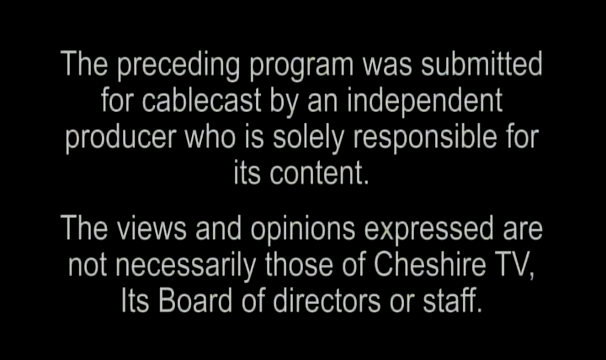 The preceding program was submitted
for cablecast by an independent
producer who is solely responsible for
its content.
The views and opinions expressed are
not necessarily those of Cheshire TV,
Its Board of directors or staff.